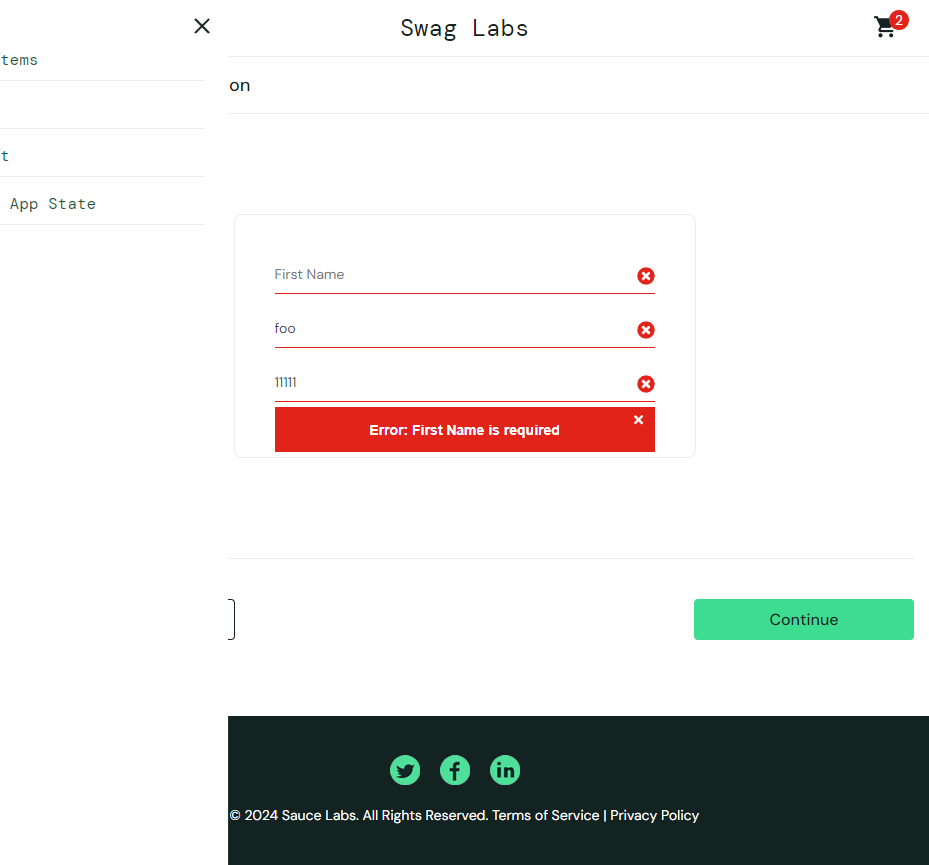 Swag Labs
2
tems
on
t
App State
First Name
foo
11111
Error: First Name is required
Continue
© 2024 Sauce Labs. All Rights Reserved. Terms of Service | Privacy Policy